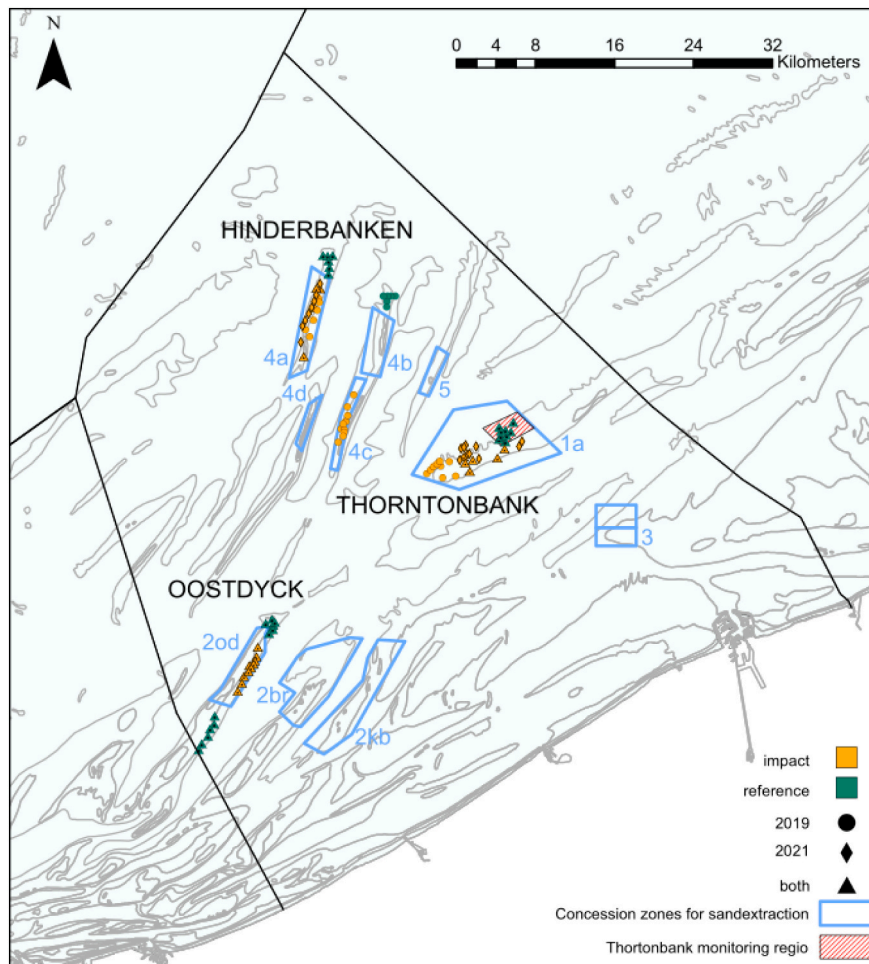 N
0 4 8 16 24 32
Kilometers
HINDERBANKEN
4a
4b
5
4d
4c
1a
THORNTONBANK
3
OOSTDYCK
2od
2br
2kb
impact
reference
2019
2021
both
Concession zones for sandextraction
Thortonbank monitoring regio